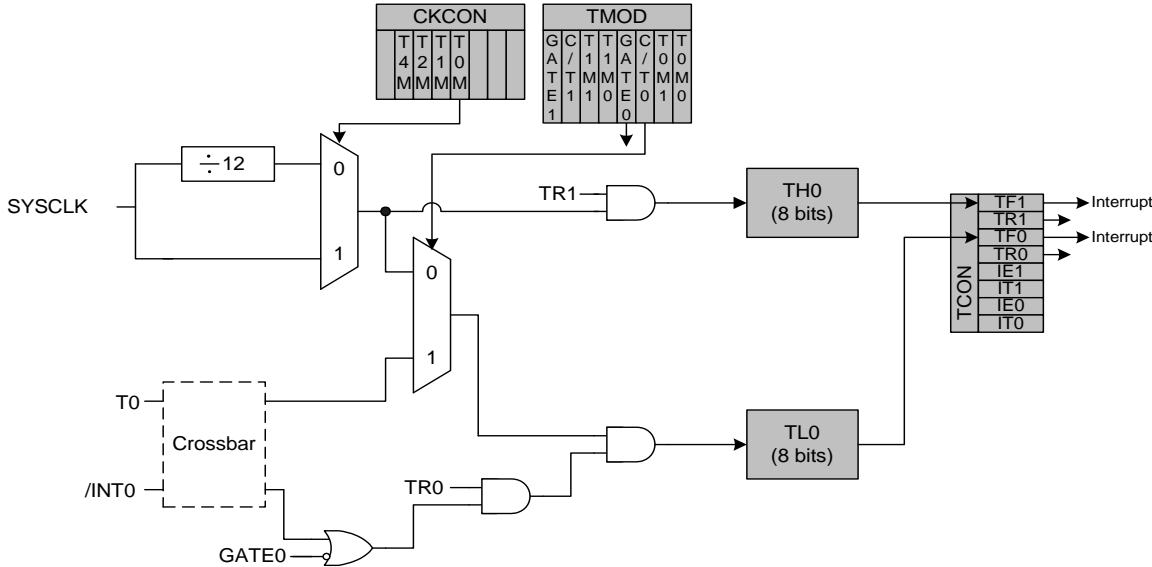 CKCON
T4M
T2M
T1M
T0M
TMOD
GATE1
C/T1
T1M1
T1M0
GATE0
C/T0
T0M1
T0M0
÷12
0
1
SYSCLK
TR1
TH0
(8 bits)
TCON
TF1
TR1
TF0
TR0
IE1
IT1
IE0
IT0
Interrupt
Interrupt
0
1
T0
Crossbar
/INT0
TL0
(8 bits)
TR0
GATE0